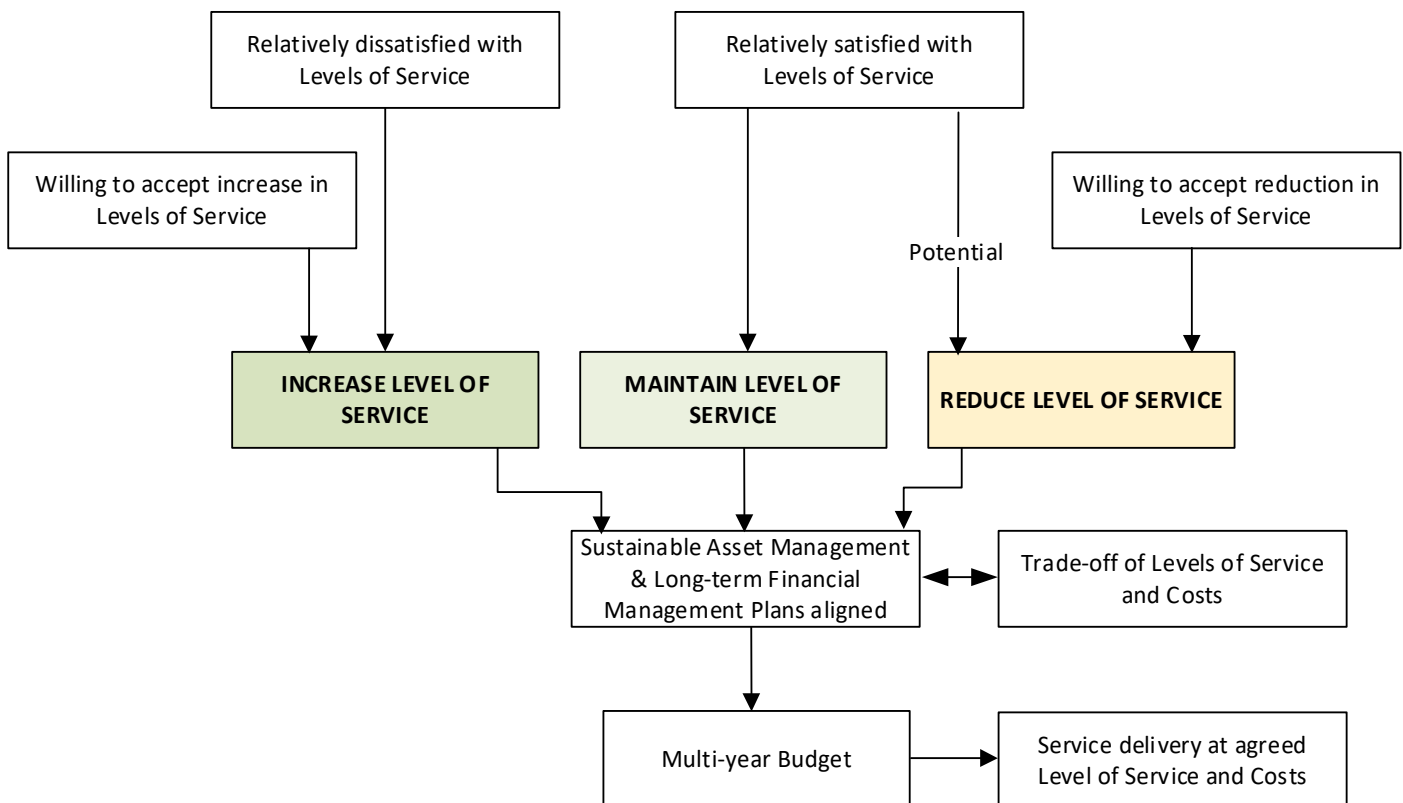 Relatively dissatisfied with
Levels of Service
Relatively satisfied with
Levels of Service
Willing to accept increase in
Levels of Service
Willing to accept reduction in
Levels of Service
Potential
INCREASE LEVEL OF
SERVICE
MAINTAIN LEVEL OF
SERVICE
REDUCE LEVEL OF SERVICE
Sustainable Asset Management
& Long-term Financial
Management Plans aligned
Trade-off of Levels of Service
and Costs
Multi-year Budget
Service delivery at agreed
Level of Service and Costs